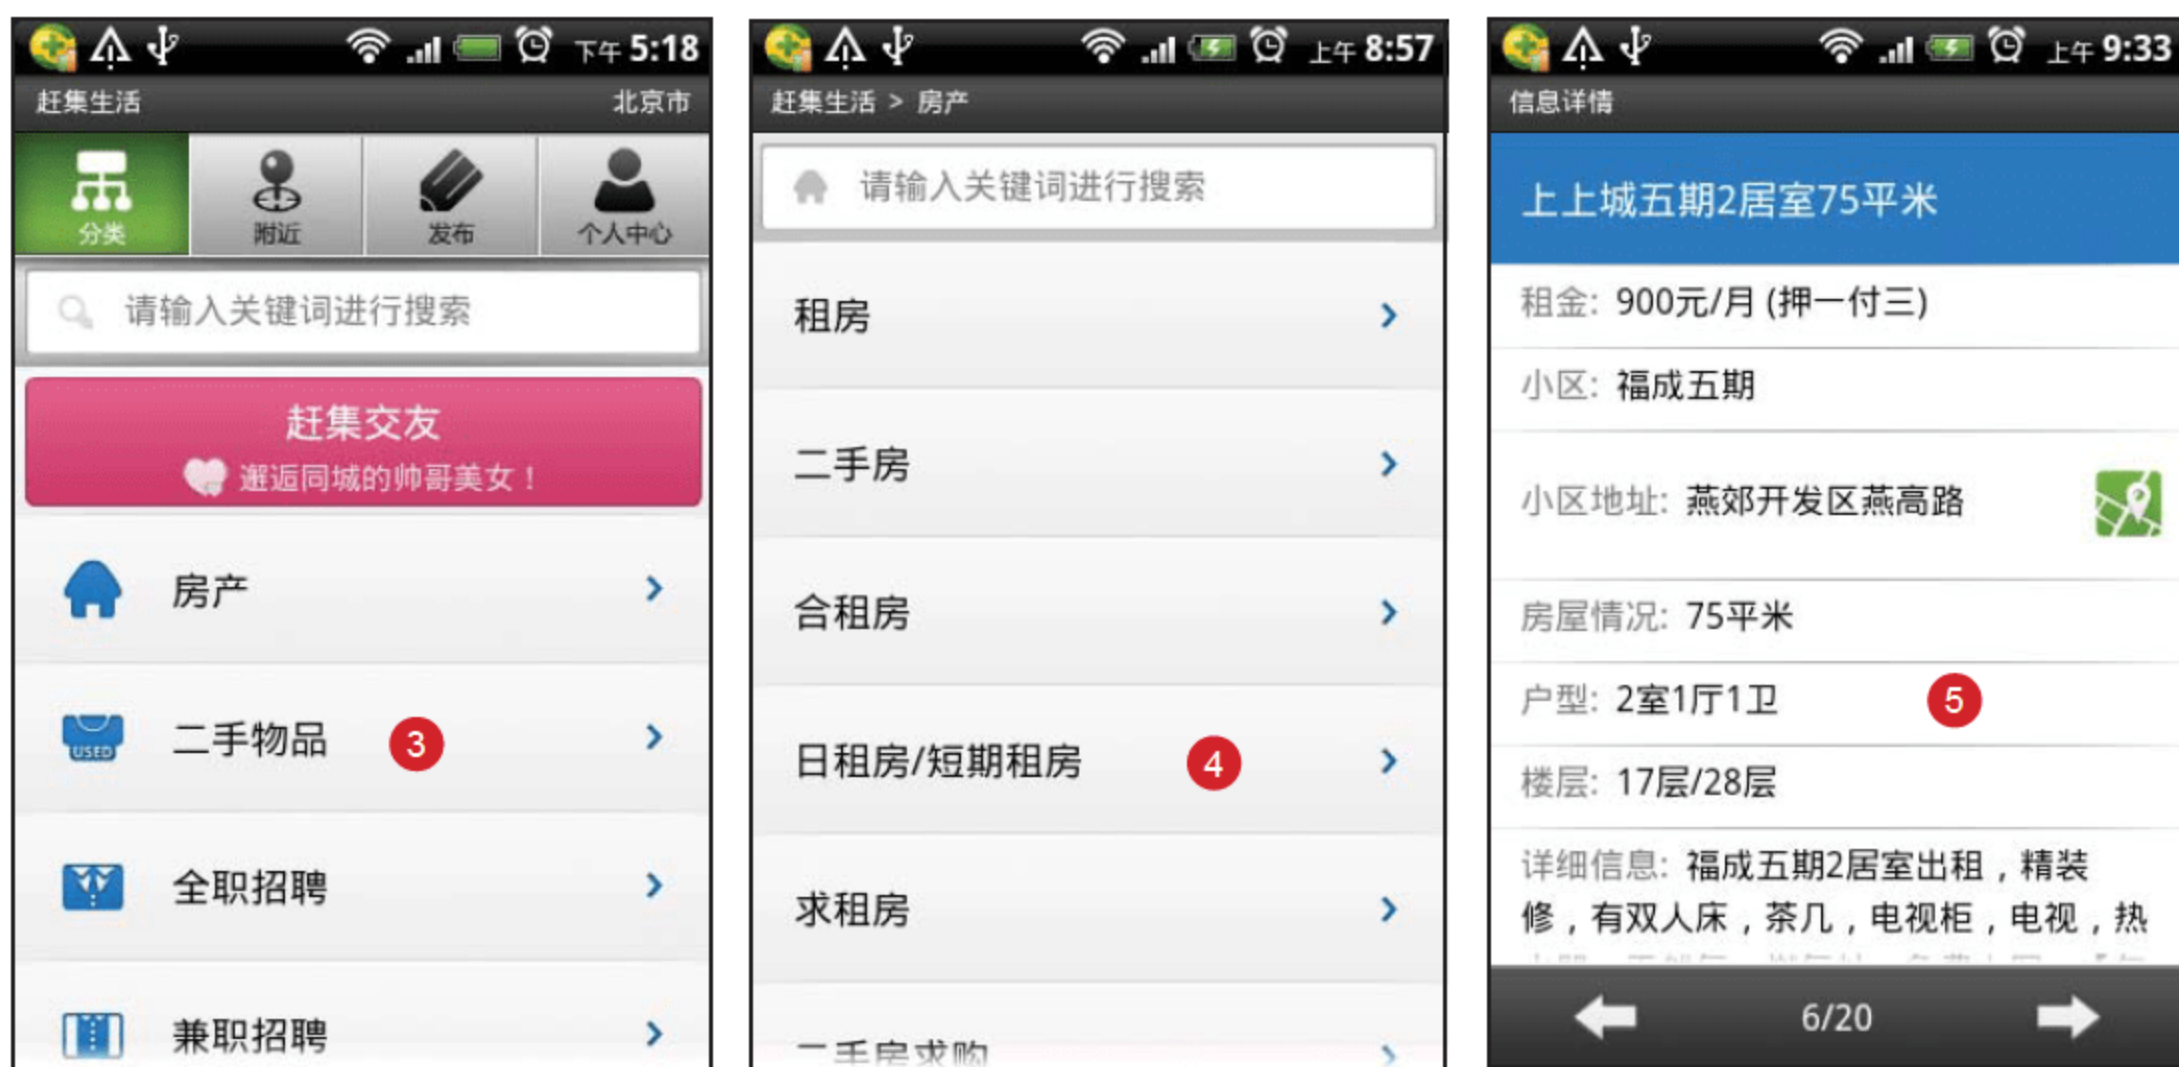 下午 5:18
赶集生活 北京市
分类 附近 发布 个人中心
请输入关键词进行搜索
赶集交友
邂逅同城的帅哥美女！
房产
USED 二手物品 3
全职招聘
兼职招聘
上午 8:57
赶集生活 > 房产
请输入关键词进行搜索
租房
二手房
合租房
日租房/短期租房 4
求租房
二手房求购
上午 9:33
信息详情
上上城五期2居室75平米
租金: 900元/月 (押一付三)
小区: 福成五期
小区地址: 燕郊开发区燕高路
房屋情况: 75平米
户型: 2室1厅1卫 5
楼层: 17层/28层
详细信息: 福成五期2居室出租，精装
修，有双人床，茶几，电视柜，电视，热
6/20